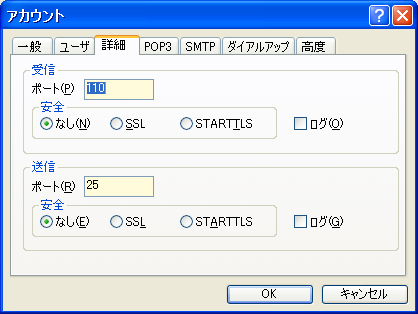 アカウント
一般 ユーザ 詳細 POP3 SMTP ダイアルアップ 高度
受信
ポート(P) 110
安全
なし(N) SSL STARTTLS ログ(O)
送信
ポート(R) 25
安全
なし(E) SSL STARTTLS ログ(G)
OK キャンセル